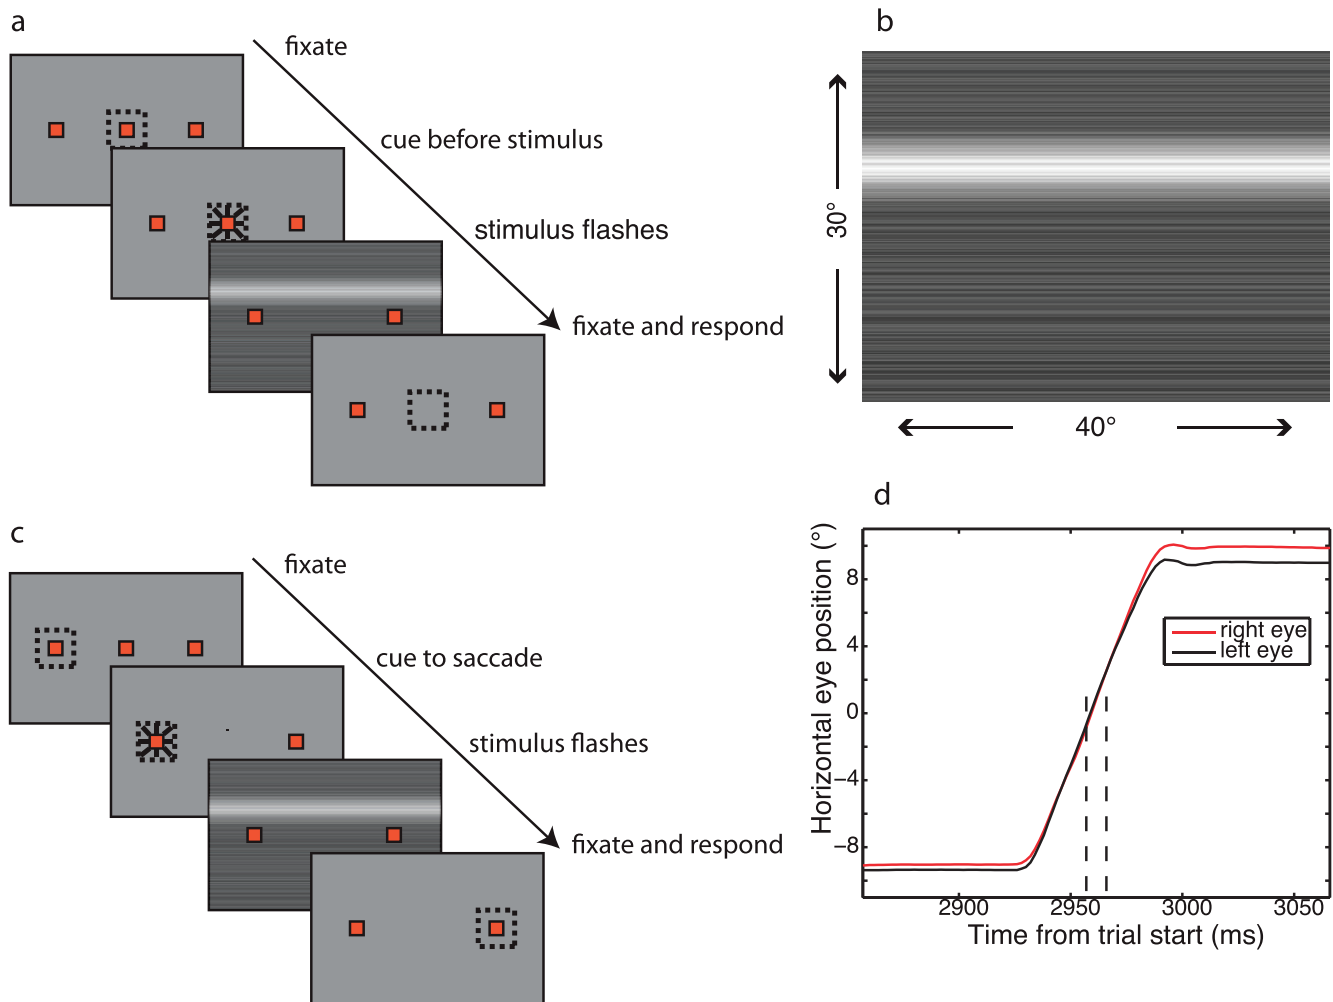 a
fixate
cue before stimulus
stimulus flashes
fixate and respond
b
30°
40°
c
fixate
cue to saccade
stimulus flashes
fixate and respond
d
Horizontal eye position (°)
8
4
0
−4
−8
right eye
left eye
2900 2950 3000 3050
Time from trial start (ms)